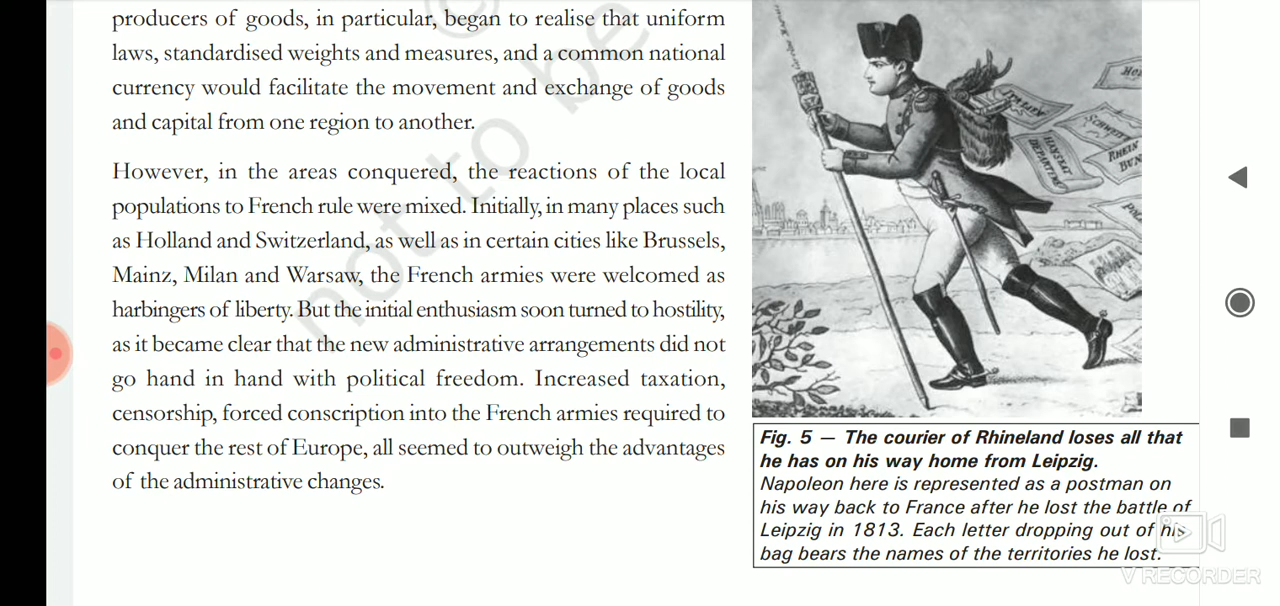 producers of goods, in particular, began to realise that uniform
laws, standardised weights and measures, and a common national
currency would facilitate the movement and exchange of goods
and capital from one region to another.
However, in the areas conquered, the reactions of the local
populations to French rule were mixed. Initially, in many places such
as Holland and Switzerland, as well as in certain cities like Brussels,
Mainz, Milan and Warsaw, the French armies were welcomed as
harbingers of liberty. But the initial enthusiasm soon turned to hostility,
as it became clear that the new administrative arrangements did not
go hand in hand with political freedom. Increased taxation,
censorship, forced conscription into the French armies required to
conquer the rest of Europe, all seemed to outweigh the advantages
of the administrative changes.
not to be
ITALIEN
HANSEAT
DEPARTEM
RHEIN
BUN
Fig. 5 — The courier of Rhineland loses all that
he has on his way home from Leipzig.
Napoleon here is represented as a postman on
his way back to France after he lost the battle of
Leipzig in 1813. Each letter dropping out of his
bag bears the names of the territories he lost.
V RECORDER